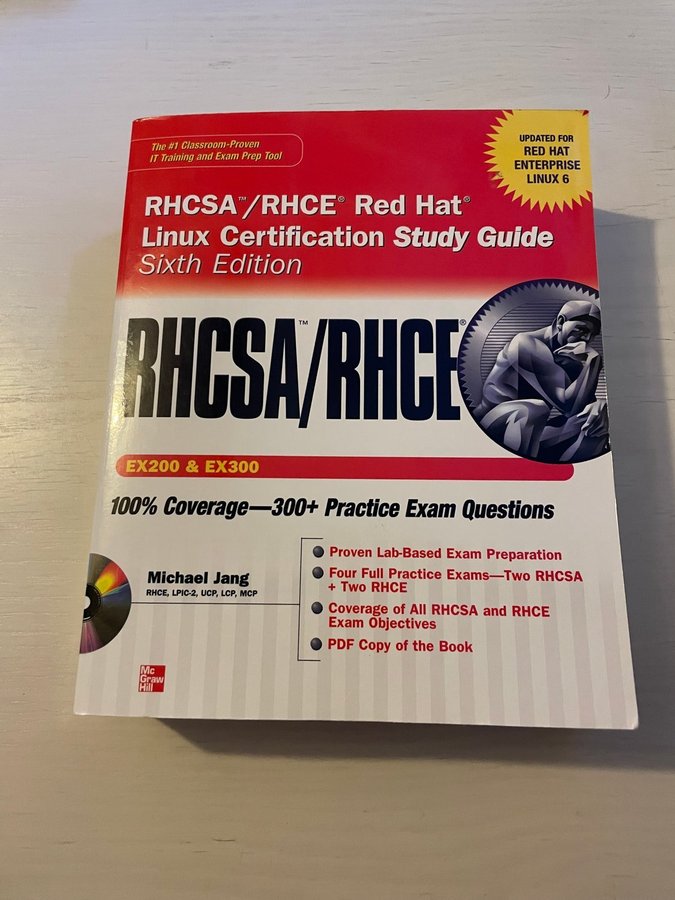 The #1 Classroom-Proven
IT Training and Exam Prep Tool
UPDATED FOR
RED HAT
ENTERPRISE
LINUX 6
RHCSA™/RHCE® Red Hat®
Linux Certification Study Guide
Sixth Edition
RHCSA™/RHCE®
EX200 & EX300
100% Coverage—300+ Practice Exam Questions
Michael Jang
RHCE, LPIC-2, UCP, LCP, MCP
Proven Lab-Based Exam Preparation
Four Full Practice Exams—Two RHCSA
+ Two RHCE
Coverage of All RHCSA and RHCE
Exam Objectives
PDF Copy of the Book
Mc
Graw
Hill